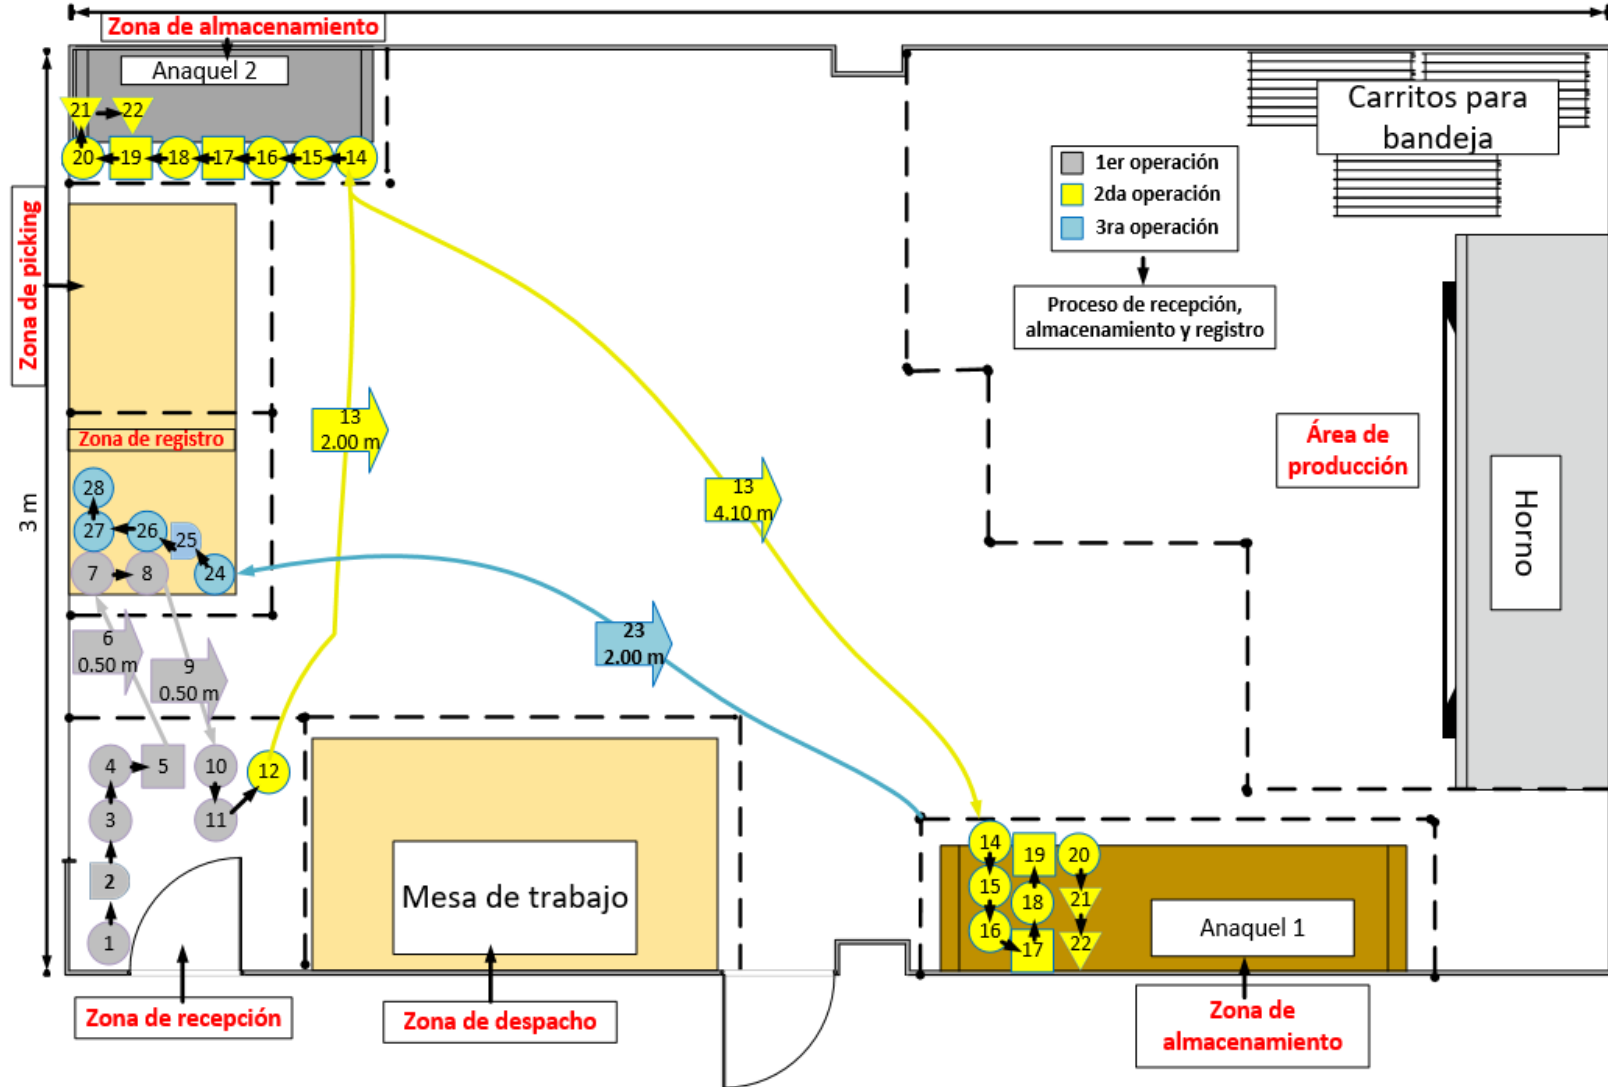 Zona de almacenamiento
Anaquel 2
21 22
20 19 18 17 16 15 14
Carritos para
bandeja
1er operación
2da operación
3ra operación
Proceso de recepción,
almacenamiento y registro
Zona de picking
13
2.00 m
Zona de registro
Área de
producción
13
4.10 m
Horno
3 m
28
27 26 25
7 8 24
6
0.50 m
9
0.50 m
23
2.00 m
4 5 10 12
3 11
2
1
Mesa de trabajo
14 19 20
15 18 21
16 17 22
Anaquel 1
Zona de recepción
Zona de despacho
Zona de
almacenamiento